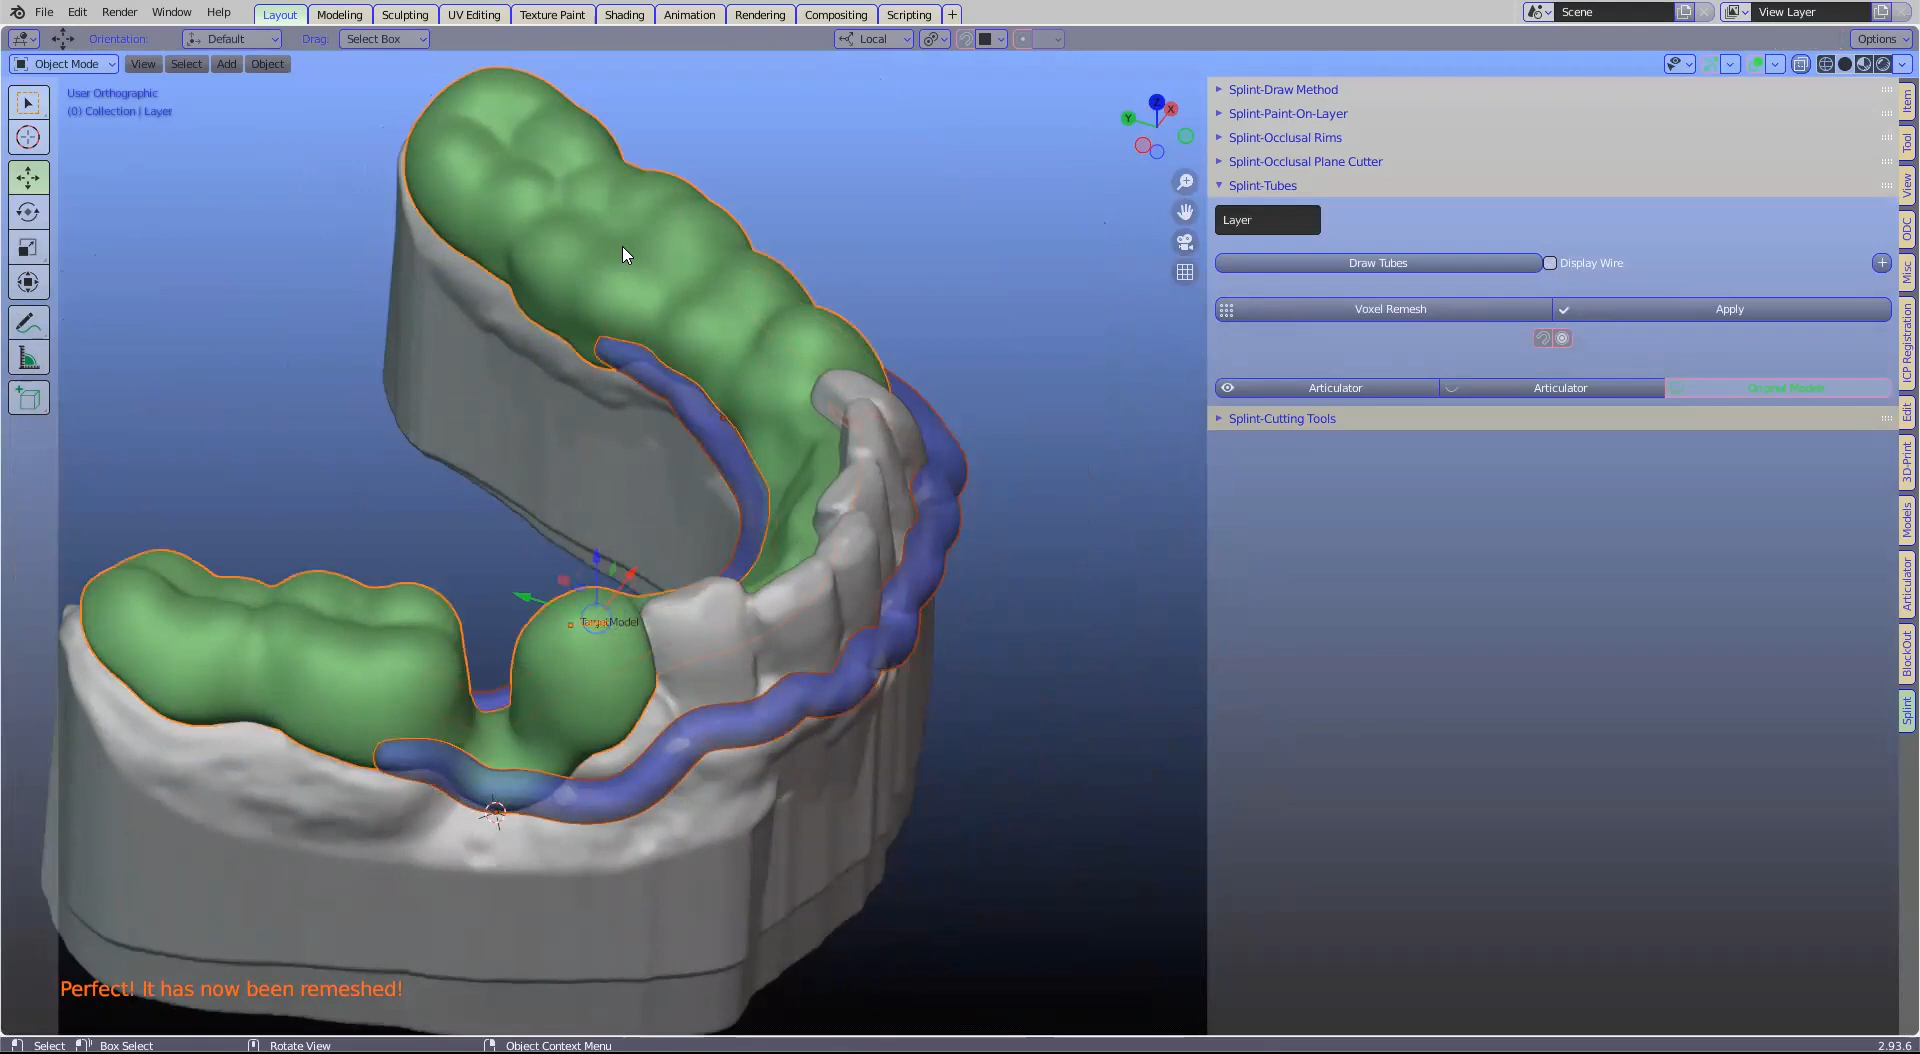 File Edit Render Window Help Layout Modeling Sculpting UV Editing Texture Paint Shading Animation Rendering Compositing Scripting + Scene View Layer
Orientation: Default Drag: Select Box Local Options
Object Mode View Select Add Object
User Orthographic
(0) Collection | Layer
Z
X
Y
Splint-Draw Method
Splint-Paint-On-Layer
Splint-Occlusal Rims
Splint-Occlusal Plane Cutter
Splint-Tubes
Layer
Draw Tubes Display Wire +
Voxel Remesh Apply
Articulator Articulator Original Model
Splint-Cutting Tools
Item
Tool
View
ODC
Misc
ICP Registration
Edit
3D-Print
Models
Articulator
BlockOut
Splint
Perfect! It has now been remeshed!
Select Box Select Rotate View Object Context Menu 2.93.6